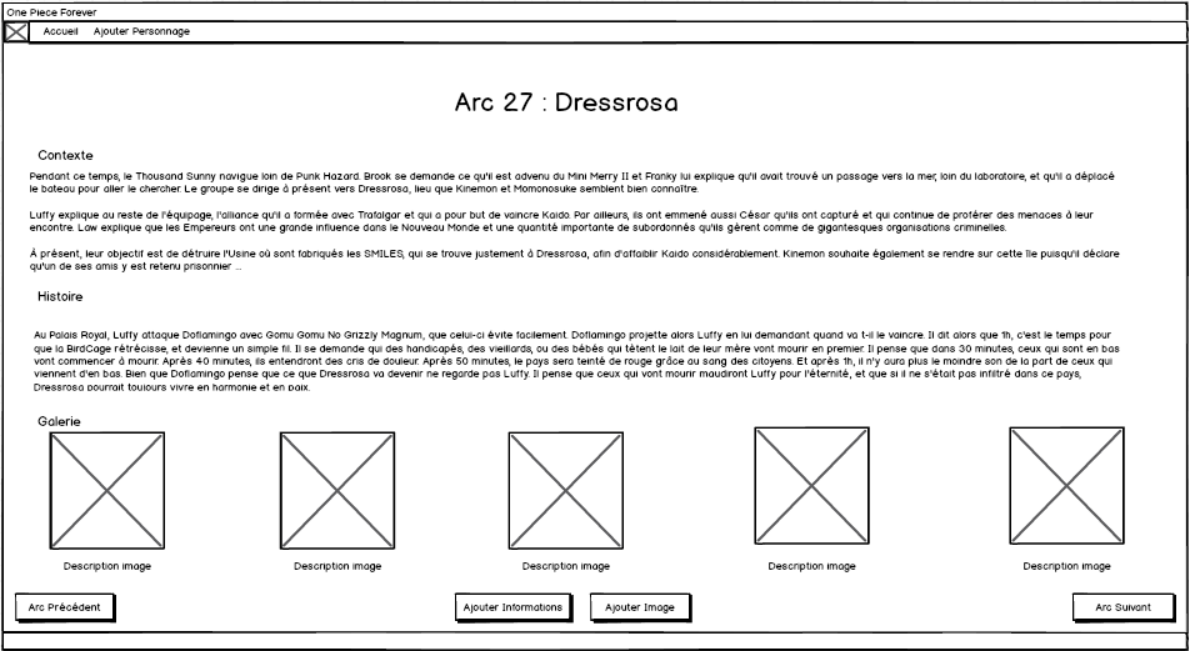 One Piece Forever
Accueil Ajouter Personnage
Arc 27 : Dressrosa
Contexte
Pendant ce temps, le Thousand Sunny navigue loin de Punk Hazard. Brook se demande ce qu'il est advenu du Mini Merry II et Franky lui explique qu'il avait trouvé un passage vers la mer, loin du laboratoire, et qu'il a déplacé
le bateau pour aller le chercher. Le groupe se dirige à présent vers Dressrosa, lieu que Kinemon et Momonosuke semblent bien connaître.
Luffy explique au reste de l'équipage, l'alliance qu'il a formée avec Trafalgar et qui a pour but de vaincre Kaido. Par ailleurs, ils ont emmené aussi César qu'ils ont capturé et qui continue de proférer des menaces à leur
encontre. Law explique que les Empereurs ont une grande influence dans le Nouveau Monde et une quantité importante de subordonnés qu'ils gèrent comme de gigantesques organisations criminelles.
À présent, leur objectif est de détruire l'Usine où sont fabriqués les SMILES, qui se trouve justement à Dressrosa, afin d'affaiblir Kaido considérablement. Kinemon souhaite également se rendre sur cette île puisqu'il déclare
qu'un de ses amis y est retenu prisonnier ...
Histoire
Au Palais Royal, Luffy attaque Doflamingo avec Gomu Gomu No Grizzly Magnum, que celui-ci évite facilement. Doflamingo projette alors Luffy en lui demandant quand va t-il le vaincre. Il dit alors que 1h, c'est le temps pour
que la BirdCage rétrécisse, et devienne un simple fil. Il se demande qui des handicapés, des vieillards, ou des bébés qui tètent le lait de leur mère vont mourir en premier. Il pense que dans 30 minutes, ceux qui sont en bas
vont commencer à mourir. Après 40 minutes, ils entendront des cris de douleur. Après 50 minutes, le pays sera teinté de rouge grâce au sang des citoyens. Et après 1h, il n'y aura plus le moindre son de la part de ceux qui
viennent d'en bas. Bien que Doflamingo pense que ce que Dressrosa va devenir ne regarde pas Luffy. Il pense que ceux qui vont mourir maudiront Luffy pour l'éternité, et que si il ne s'était pas infiltré dans ce pays,
Dressrosa pourrait toujours vivre en harmonie et en paix.
Galerie
Description image Description image Description image Description image Description image
Arc Précédent Ajouter Informations Ajouter Image Arc Suivant